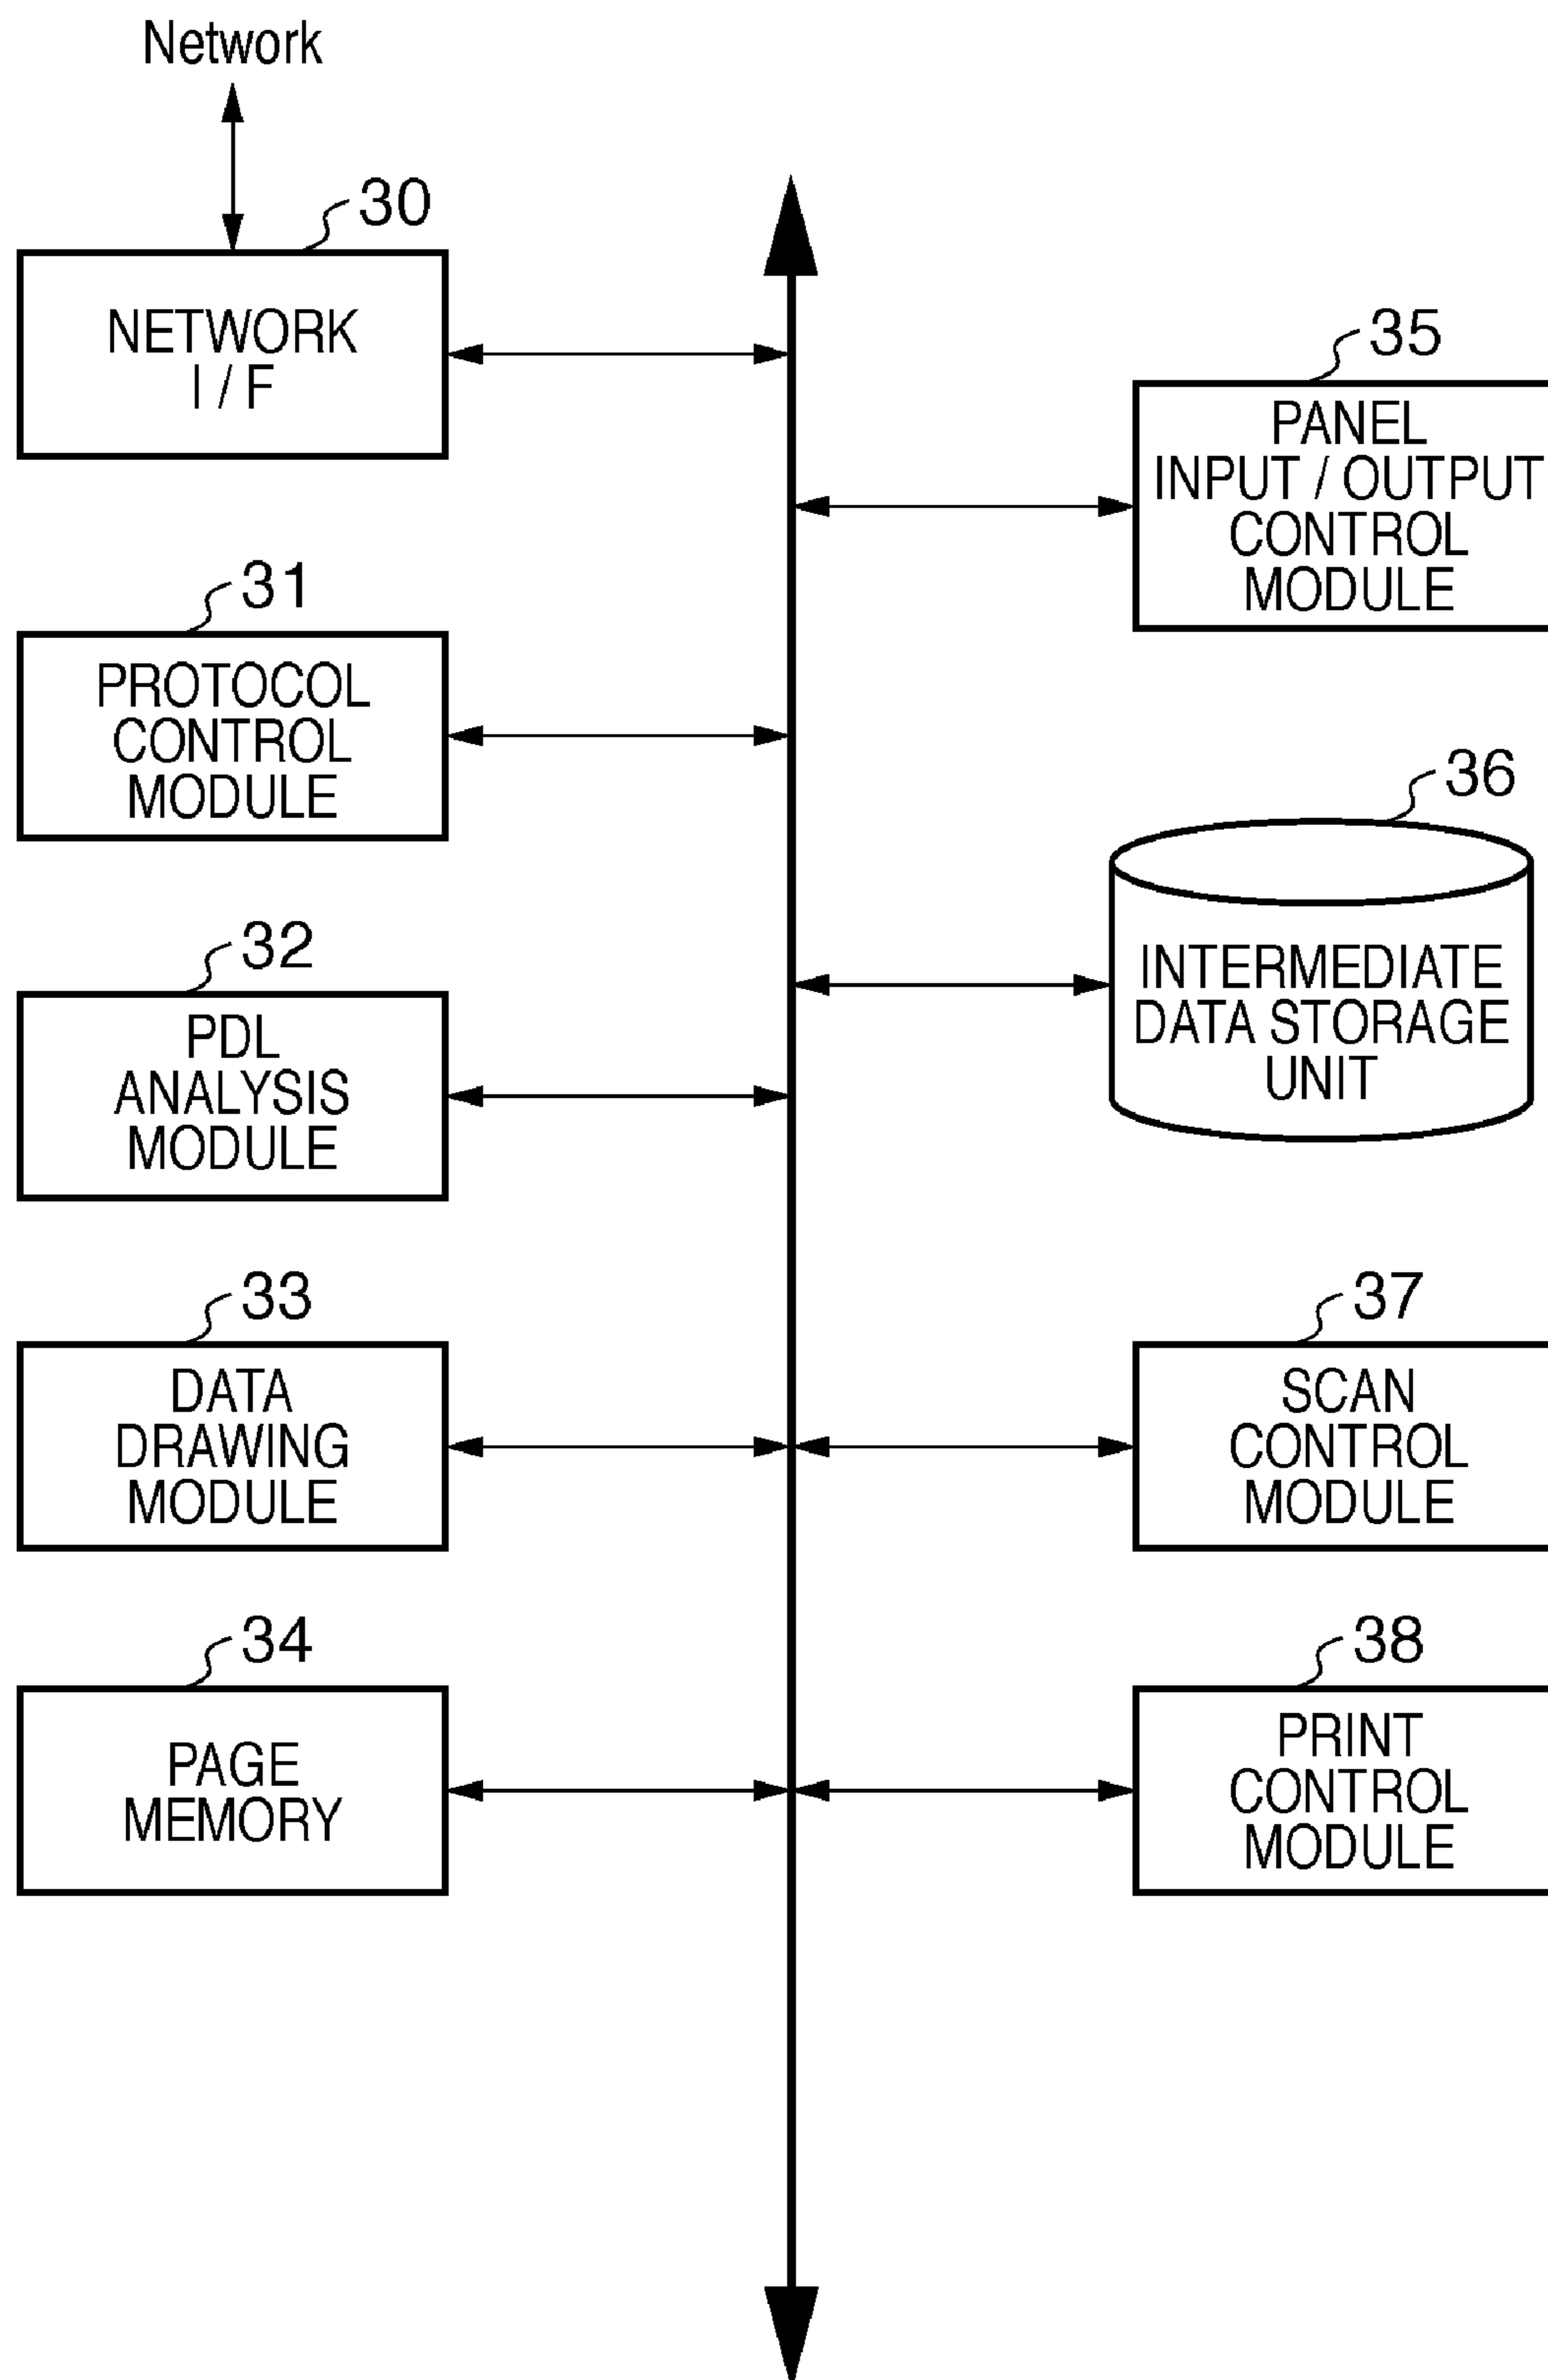 Network
30
NETWORK
I / F
31
PROTOCOL
CONTROL
MODULE
32
PDL
ANALYSIS
MODULE
33
DATA
DRAWING
MODULE
34
PAGE
MEMORY
35
PANEL
INPUT / OUTPUT
CONTROL
MODULE
36
INTERMEDIATE
DATA STORAGE
UNIT
37
SCAN
CONTROL
MODULE
38
PRINT
CONTROL
MODULE